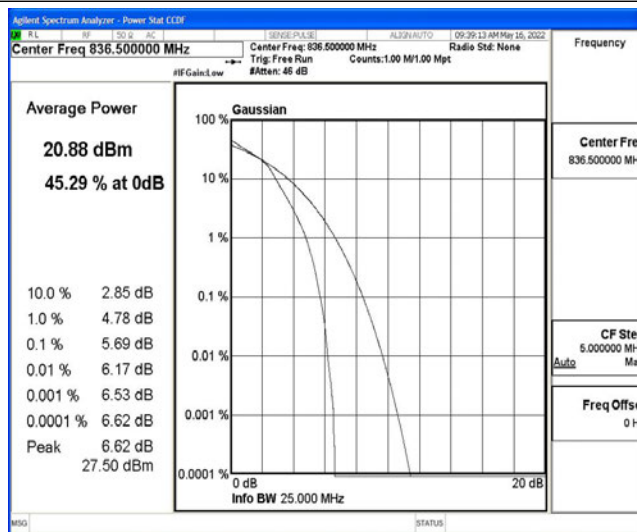 Agilent Spectrum Analyzer - Power Stat CCDF
RL RF 50 Ω AC SENSE:PULSE ALIGNAUTO 09:39:13 AM May 16, 2022
Center Freq 836.500000 MHz
Center Freq: 836.500000 MHz Radio Std: None
Trig: Free Run Counts:1.00 M/1.00 Mpt
#IFGain:Low #Atten: 46 dB
Frequency
Average Power
20.88 dBm
45.29 % at 0dB
10.0 % 2.85 dB
1.0 % 4.78 dB
0.1 % 5.69 dB
0.01 % 6.17 dB
0.001 % 6.53 dB
0.0001 % 6.62 dB
Peak 6.62 dB
27.50 dBm
Gaussian
100 %
10 %
1 %
0.1 %
0.01 %
0.001 %
0.0001 %
0 dB 20 dB
Info BW 25.000 MHz
Center Fre
836.500000 MH
CF Ste
5.000000 MH
Auto Ma
Freq Offse
0 H
MSG STATUS